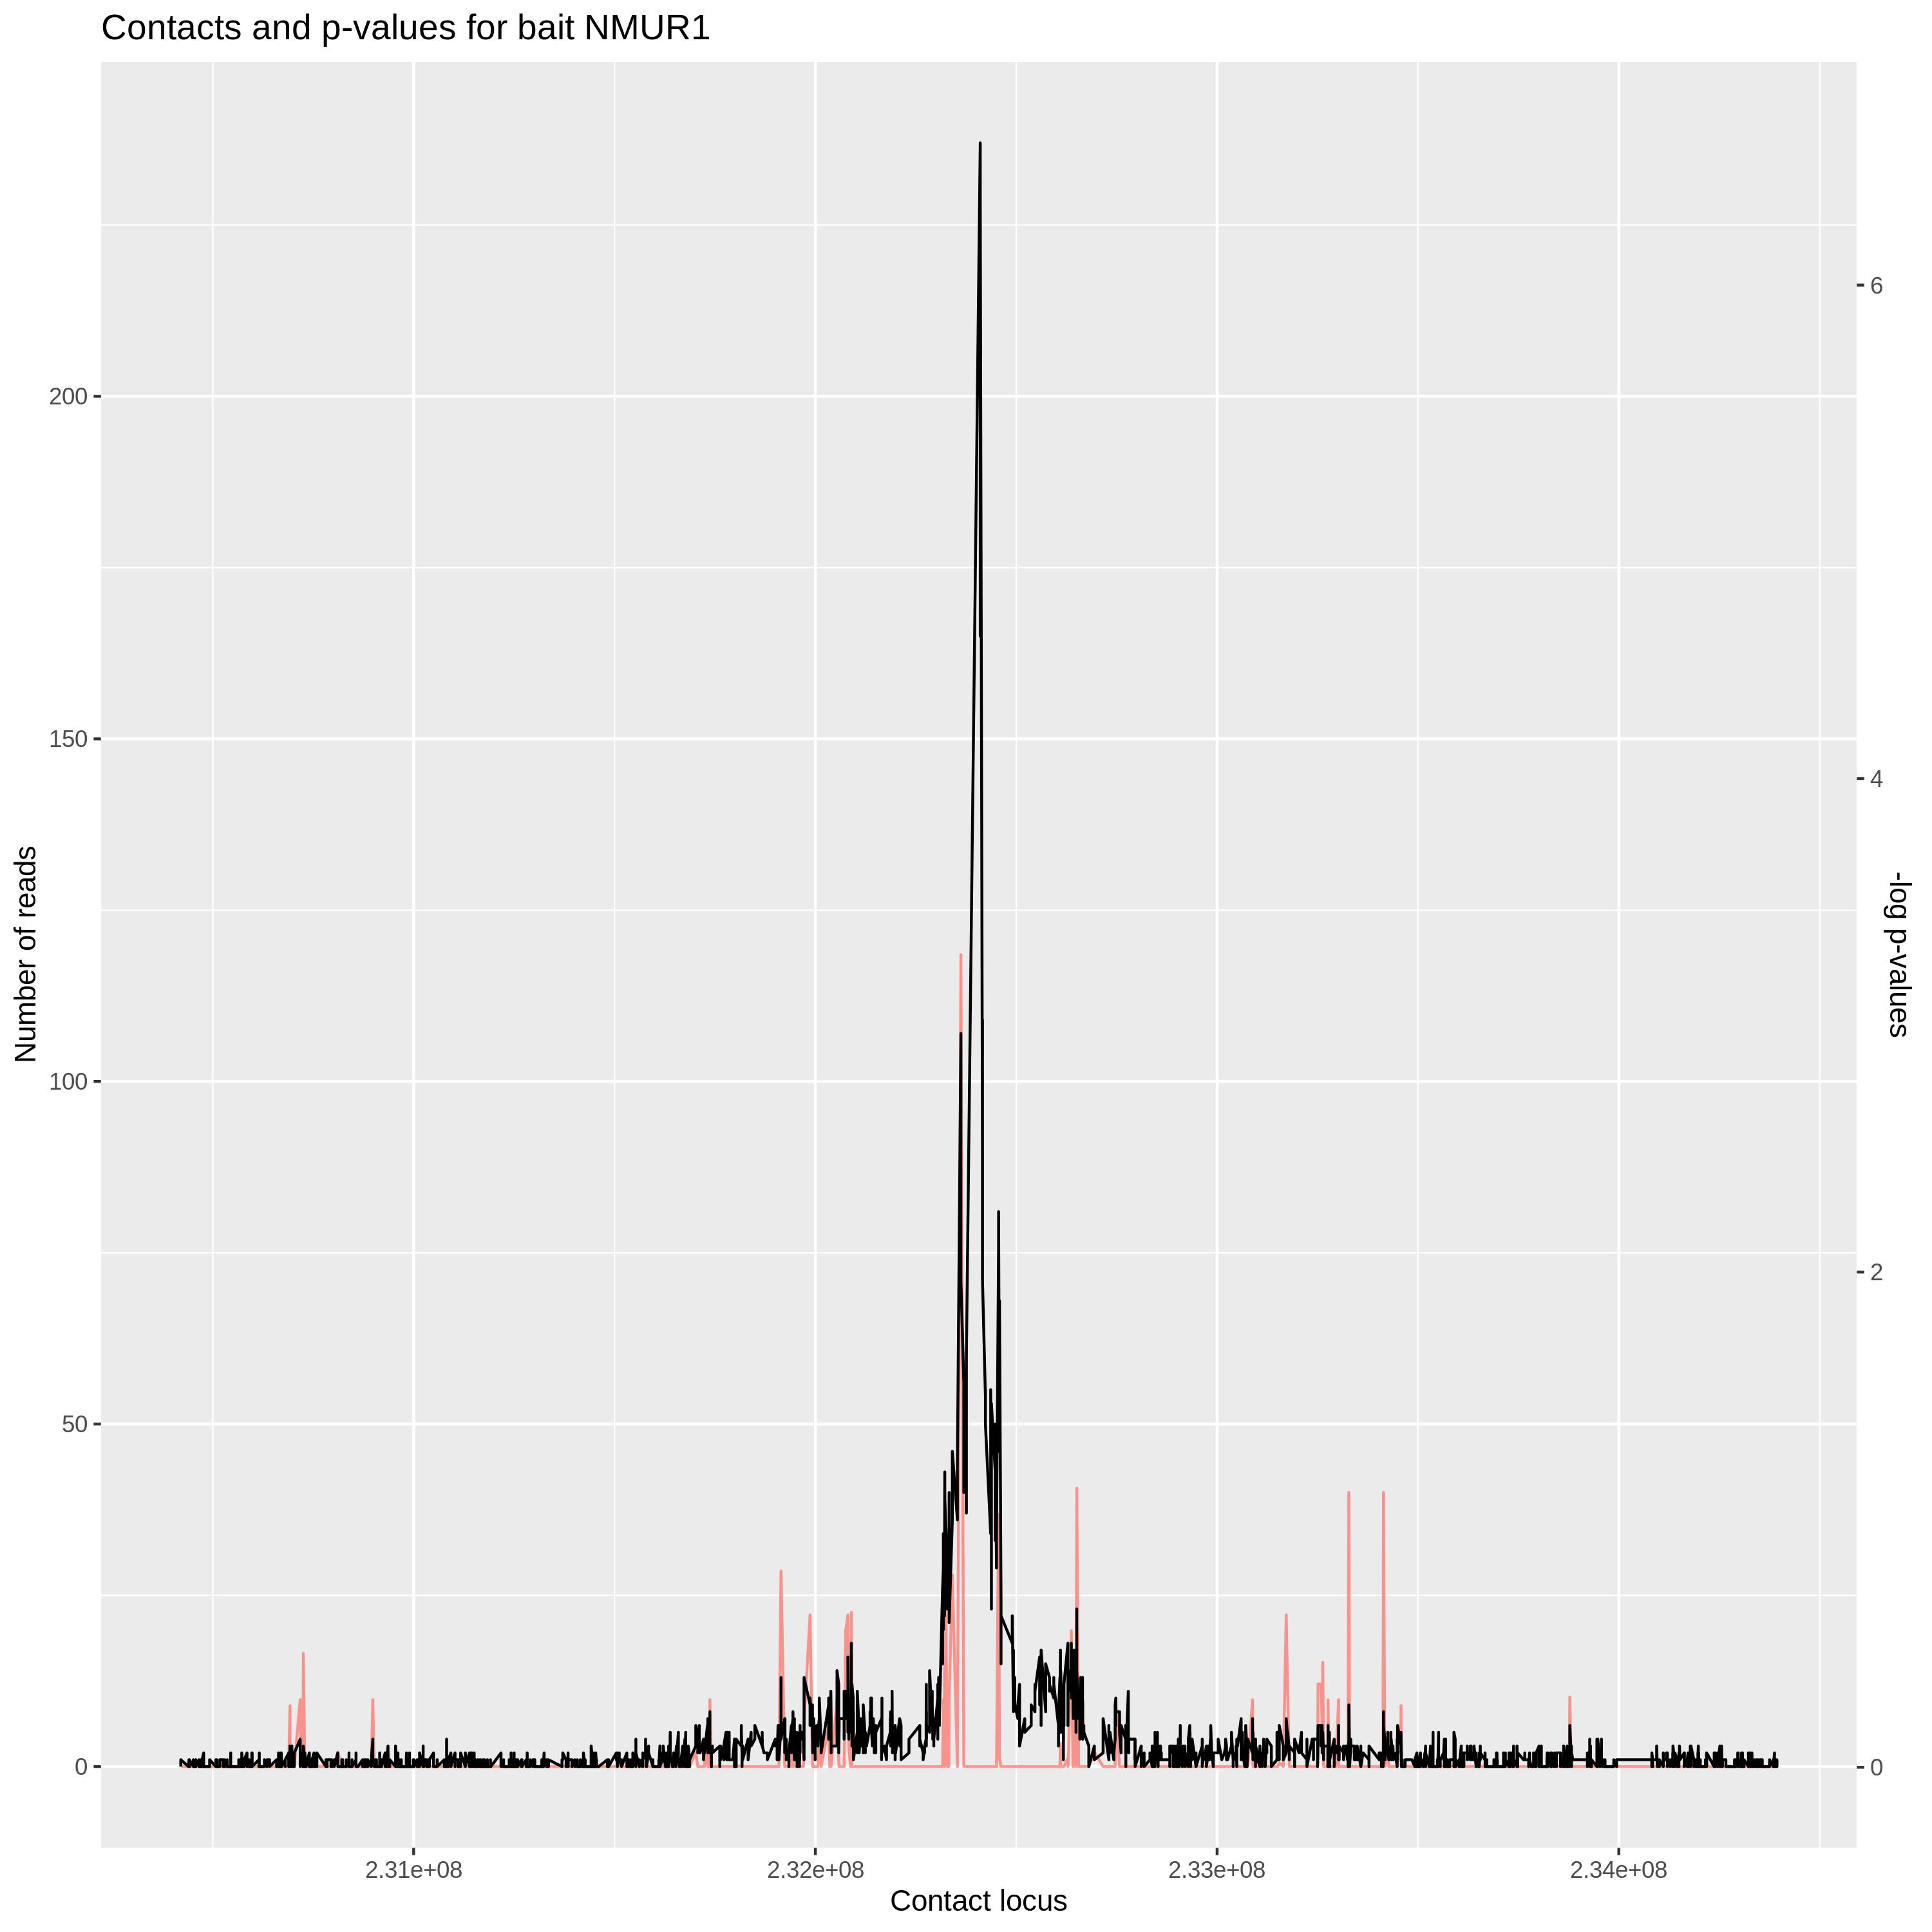 Contacts and p-values for bait NMUR1
Number of reads
200
150
100
50
0
6
4
2
0
-log p-values
2.31e+08
2.32e+08
2.33e+08
2.34e+08
Contact locus